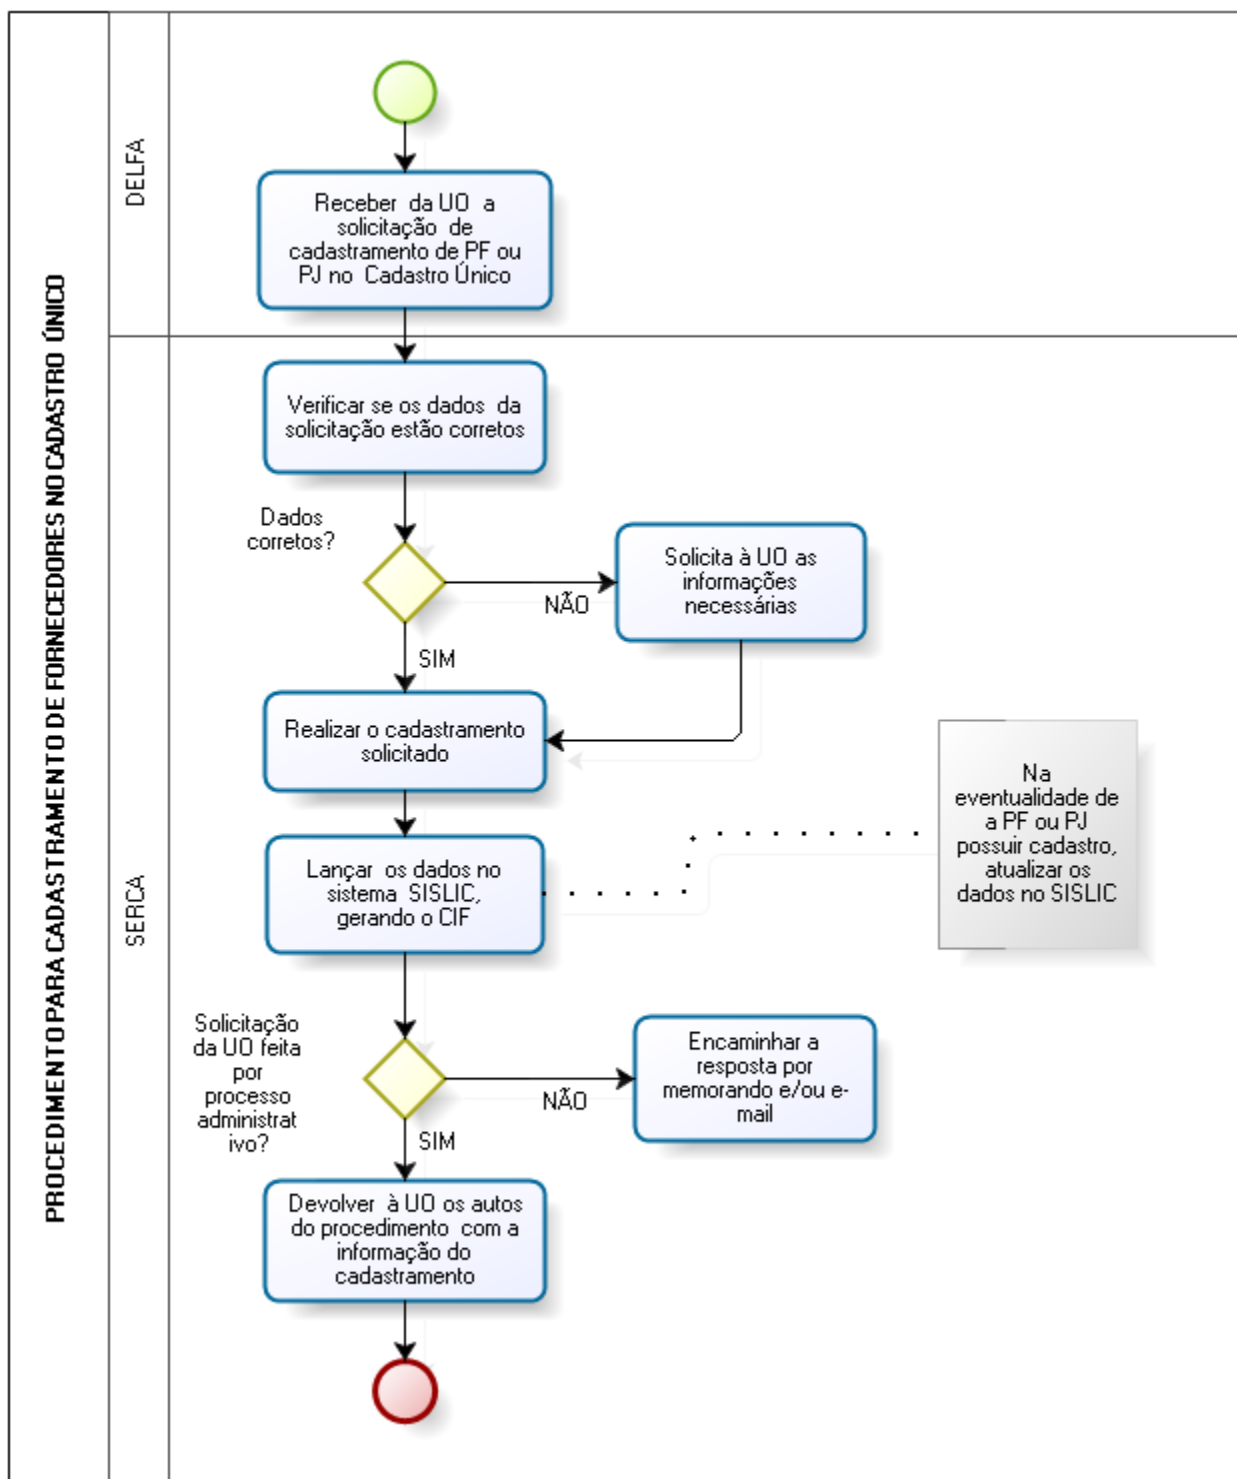 PROCEDIMENTO PARA CADASTRAMENTO DE FORNECEDORES NO CADASTRO ÚNICO
DELFA
Receber da UO a
solicitação de
cadastramento de PF ou
PJ no Cadastro Único
SERCA
Verificar se os dados da
solicitação estão corretos
Dados
corretos?
NÃO
Solicita à UO as
informações
necessárias
SIM
Realizar o cadastramento
solicitado
Lançar os dados no
sistema SISLIC,
gerando o CIF
Na
eventualidade de
a PF ou PJ
possuir cadastro,
atualizar os
dados no SISLIC
Solicitação
da UO feita
por
processo
administrat
ivo?
NÃO
Encaminhar a
resposta por
memorando e/ou e-
mail
SIM
Devolver à UO os autos
do procedimento com a
informação do
cadastramento